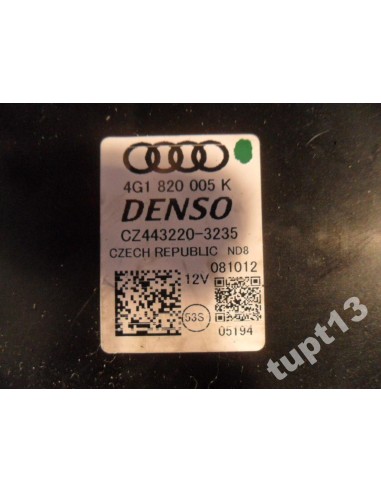 4G1 820 005 K
DENSO
CZ443220-3235
CZECH REPUBLIC ND8
12V 081012
53S
05194
tupt13